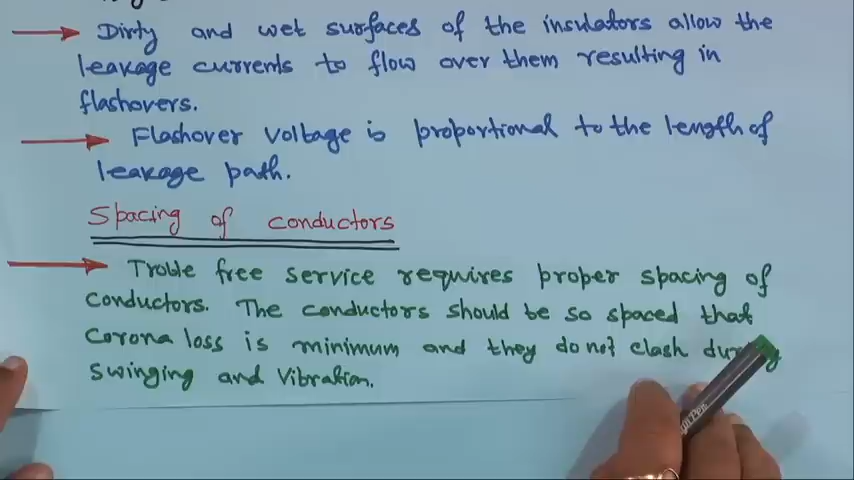 Dirty and wet surfaces of the insulators allow the
leakage currents to flow over them resulting in
flashovers.
Flashover voltage is proportional to the length of
leakage path.
Spacing of conductors
Troble free service requires proper spacing of
conductors. The conductors should be so spaced that
Corona loss is minimum and they do not clash during
swinging and vibration.